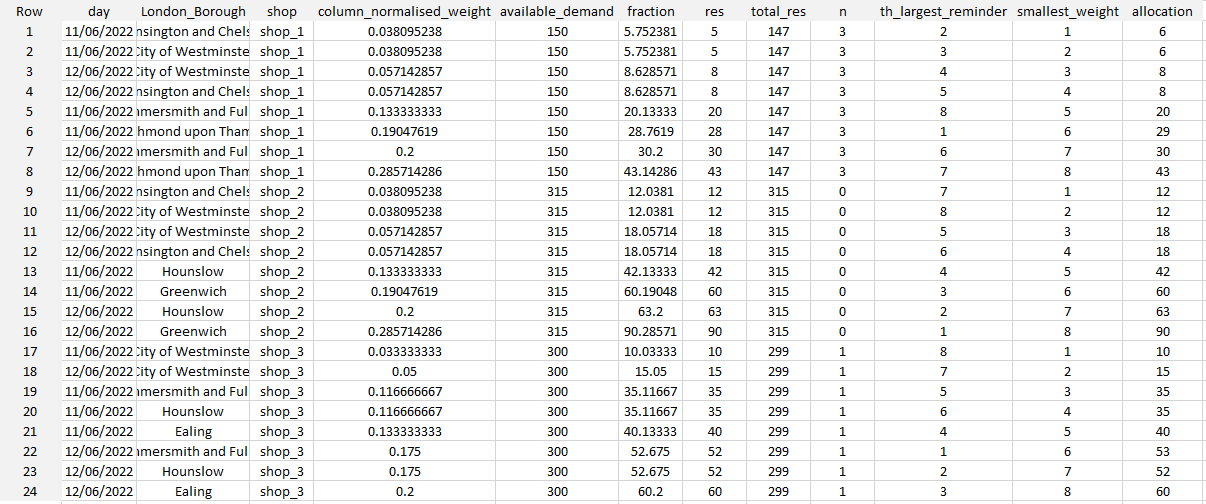 Row day London_Borough shop column_normalised_weight available_demand fraction res total_res n th_largest_reminder smallest_weight allocation
1 11/06/2022 nsington and Chels shop_1 0.038095238 150 5.752381 5 147 3 2 1 6
2 11/06/2022 City of Westminste shop_1 0.038095238 150 5.752381 5 147 3 3 2 6
3 12/06/2022 City of Westminste shop_1 0.057142857 150 8.628571 8 147 3 4 3 8
4 12/06/2022 nsington and Chels shop_1 0.057142857 150 8.628571 8 147 3 5 4 8
5 11/06/2022 mmersmith and Ful shop_1 0.133333333 150 20.13333 20 147 3 8 5 20
6 11/06/2022 hmond upon Tham shop_1 0.19047619 150 28.7619 28 147 3 1 6 29
7 12/06/2022 mmersmith and Ful shop_1 0.2 150 30.2 30 147 3 6 7 30
8 12/06/2022 hmond upon Tham shop_1 0.285714286 150 43.14286 43 147 3 7 8 43
9 11/06/2022 nsington and Chels shop_2 0.038095238 315 12.0381 12 315 0 7 1 12
10 11/06/2022 City of Westminste shop_2 0.038095238 315 12.0381 12 315 0 8 2 12
11 12/06/2022 City of Westminste shop_2 0.057142857 315 18.05714 18 315 0 5 3 18
12 12/06/2022 nsington and Chels shop_2 0.057142857 315 18.05714 18 315 0 6 4 18
13 11/06/2022 Hounslow shop_2 0.133333333 315 42.13333 42 315 0 4 5 42
14 11/06/2022 Greenwich shop_2 0.19047619 315 60.19048 60 315 0 3 6 60
15 12/06/2022 Hounslow shop_2 0.2 315 63.2 63 315 0 2 7 63
16 12/06/2022 Greenwich shop_2 0.285714286 315 90.28571 90 315 0 1 8 90
17 11/06/2022 City of Westminste shop_3 0.033333333 300 10.03333 10 299 1 8 1 10
18 12/06/2022 City of Westminste shop_3 0.05 300 15.05 15 299 1 7 2 15
19 11/06/2022 mmersmith and Ful shop_3 0.116666667 300 35.11667 35 299 1 5 3 35
20 11/06/2022 Hounslow shop_3 0.116666667 300 35.11667 35 299 1 6 4 35
21 11/06/2022 Ealing shop_3 0.133333333 300 40.13333 40 299 1 4 5 40
22 12/06/2022 mmersmith and Ful shop_3 0.175 300 52.675 52 299 1 1 6 53
23 12/06/2022 Hounslow shop_3 0.175 300 52.675 52 299 1 2 7 52
24 12/06/2022 Ealing shop_3 0.2 300 60.2 60 299 1 3 8 60